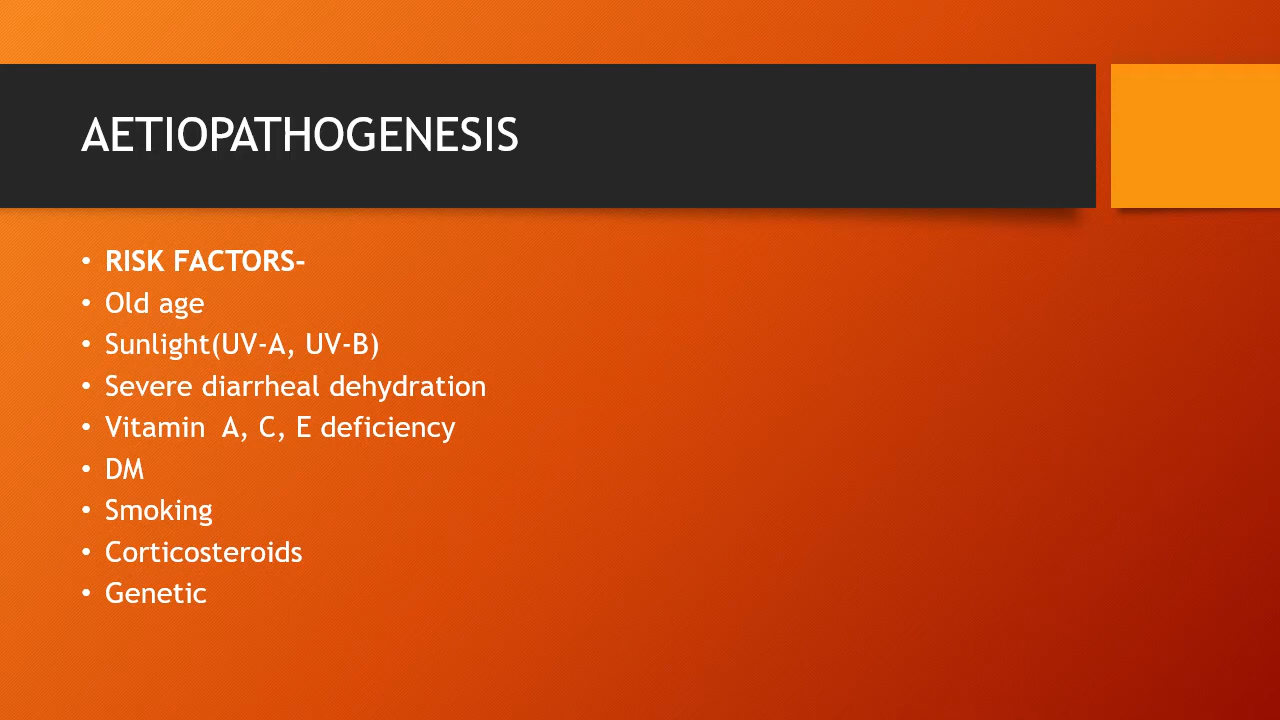 AETIOPATHOGENESIS
• RISK FACTORS-
• Old age
• Sunlight(UV-A, UV-B)
• Severe diarrheal dehydration
• Vitamin  A, C, E deficiency
• DM
• Smoking
• Corticosteroids
• Genetic